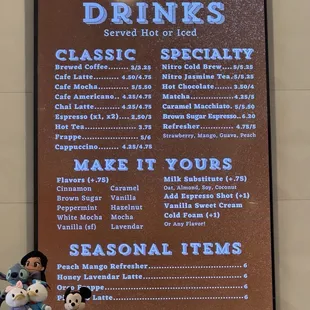 DRINKS
Served Hot or Iced
CLASSIC
Brewed Coffee....... 3/3.25
Cafe Latte........ 4.50/4.75
Cafe Mocha....... 5/5.50
Cafe Americano.. 4.25/4.75
Chai Latte........ 4.25/4.75
Espresso (x1, x2)... 2.50/3
Hot Tea................ 3.75
Frappe................. 5/6
Cappuccino....... 4.25/4.75
SPECIALTY
Nitro Cold Brew....5/5.25
Nitro Jasmine Tea..
Hot Chocolate....... 3.50/4
Matcha............. 4.25/5
Caramel Macchiato. 5/5.50
Brown Sugar Espresso..
Refresher......... 4.75/5
Strawberry, Mango, Guava, Peach
MAKE IT YOURS
Flavors (+.75)
Cinnamon Caramel
Brown Sugar Vanilla
Peppermint Hazelnut
White Mocha Mocha
Vanilla (sf) Lavendar
Milk Substitute (+.75)
Oat, Almond, Soy, Coconut
Add Espresso Shot (+1)
Vanilla Sweet Cream
Cold Foam (+1)
or Any Flavor!
SEASONAL ITEMS
Peach Mango Refresher.................. 6
Honey Lavendar Latte.................. 6
Frappe.................. 6
Latte.................. 6